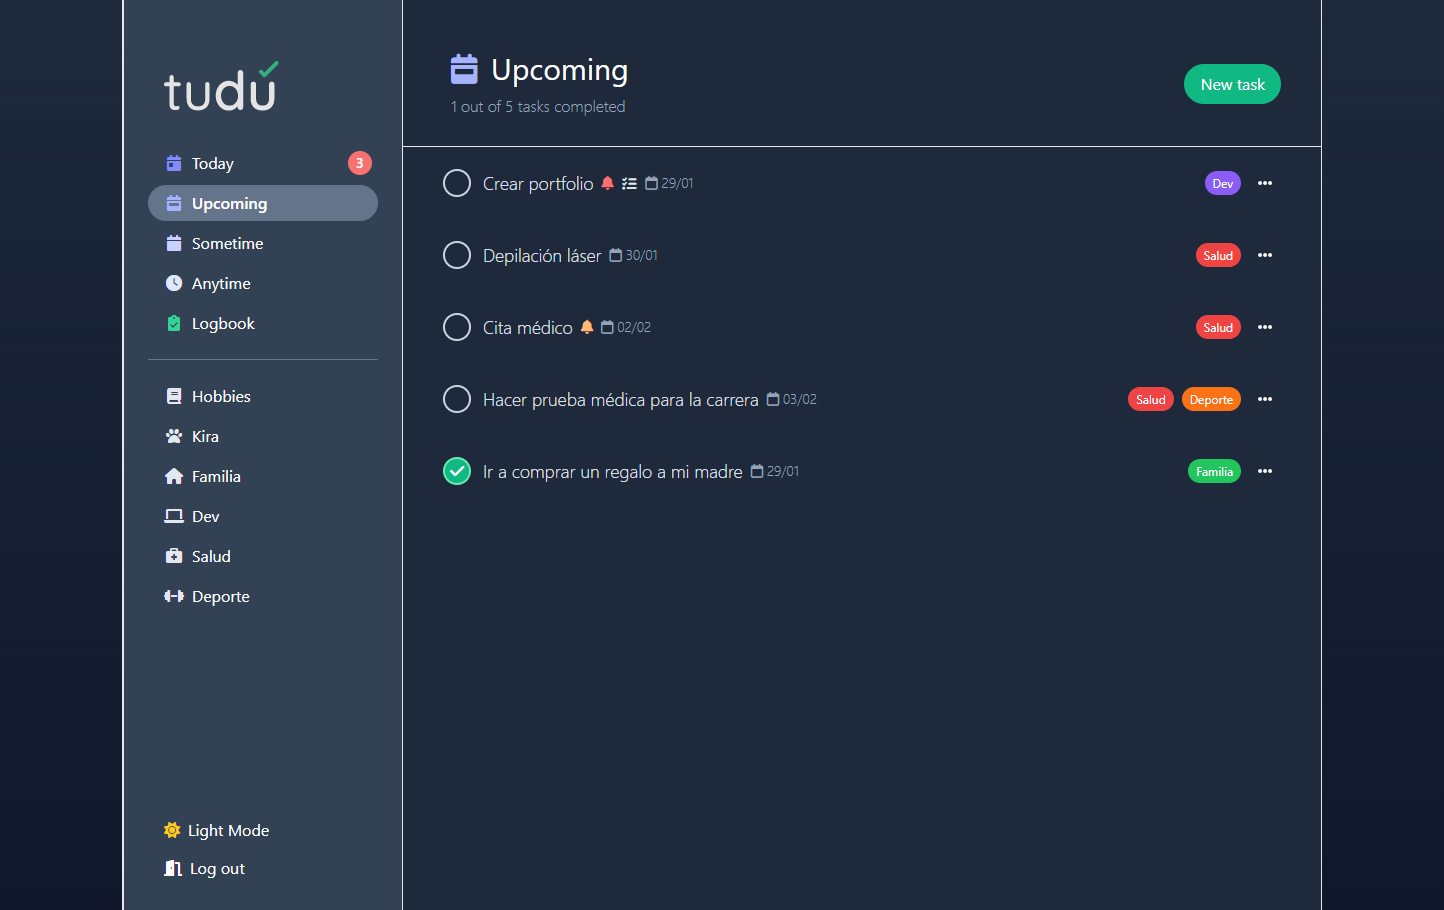 tudú
Today 3
Upcoming
Sometime
Anytime
Logbook
Hobbies
Kira
Familia
Dev
Salud
Deporte
Light Mode
Log out
Upcoming
1 out of 5 tasks completed
New task
Crear portfolio 29/01 Dev
Depilación láser 30/01 Salud
Cita médico 02/02 Salud
Hacer prueba médica para la carrera 03/02 Salud Deporte
Ir a comprar un regalo a mi madre 29/01 Familia